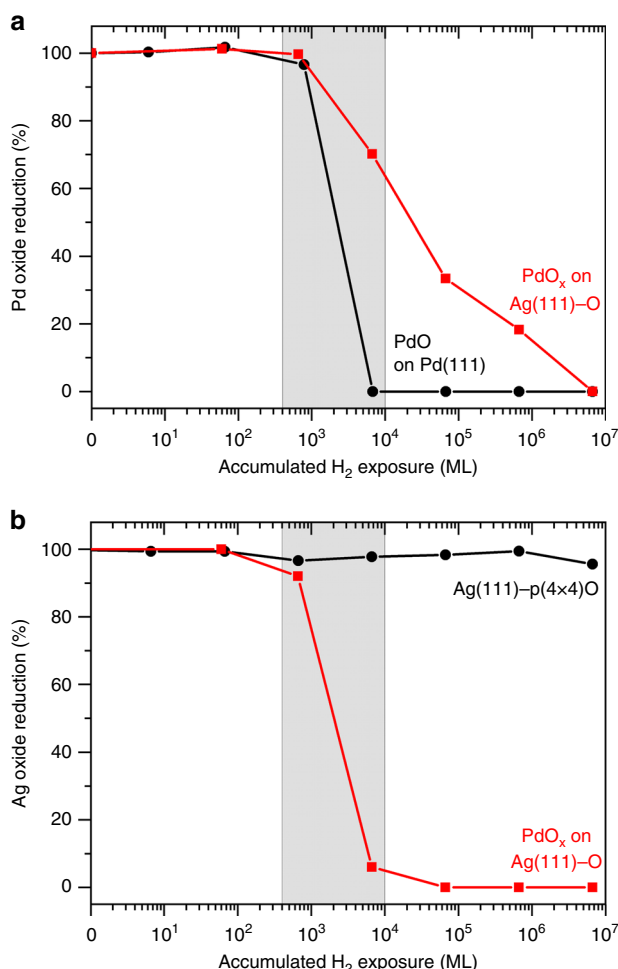 a
100
80
60
40
20
0
Pd oxide reduction (%)
PdOₓ on
Ag(111)–O
PdO
on Pd(111)
0 10¹ 10² 10³ 10⁴ 10⁵ 10⁶ 10⁷
Accumulated H₂ exposure (ML)
b
100
80
60
40
20
0
Ag oxide reduction (%)
Ag(111)–p(4×4)O
PdOₓ on
Ag(111)–O
0 10¹ 10² 10³ 10⁴ 10⁵ 10⁶ 10⁷
Accumulated H₂ exposure (ML)